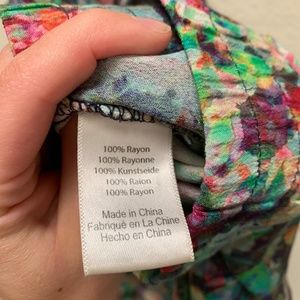 100% Rayon
100% Rayonne
100% Kunstseide
100% Raion
100% Rayon
Made in China
Fabriqué en La Chine
Hecho en China